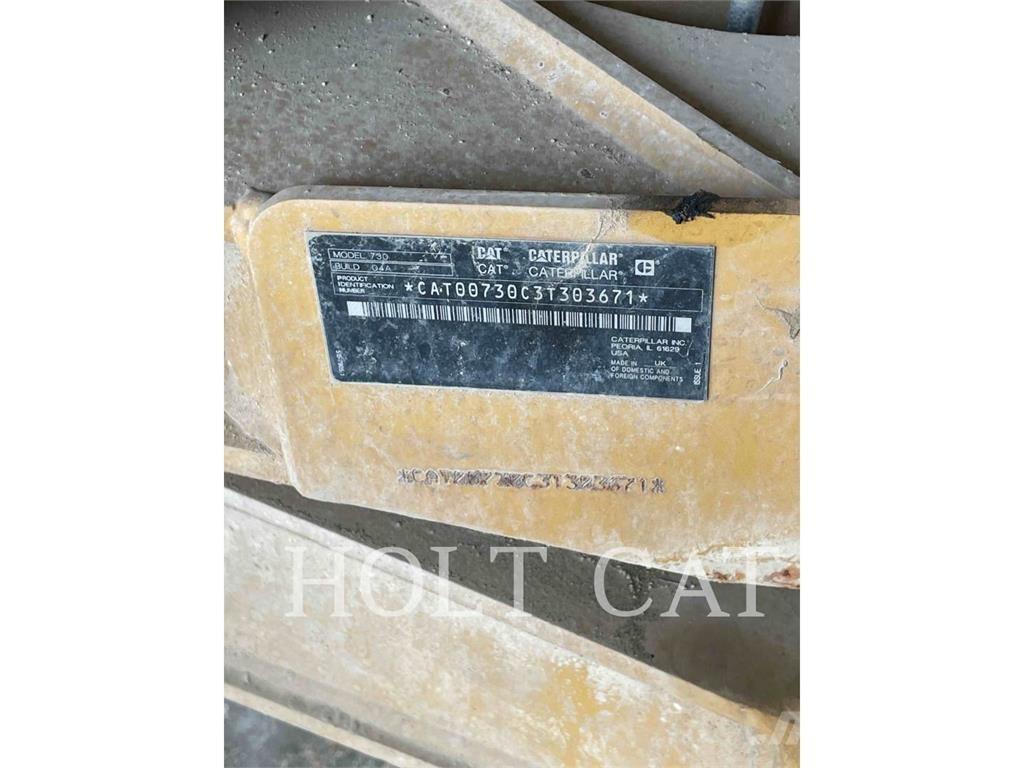 MODEL 730
BUILD 04A
CAT CATERPILLAR
CAT CATERPILLAR
PRODUCT
IDENTIFICATION
NUMBER
*CAT00730C3T303671*
CATERPILLAR INC.
PEORIA, IL 61629
USA
MADE IN UK
OF DOMESTIC AND
FOREIGN COMPONENTS
ISSUE 1
*CAT00730C3T303671*
HOLT CAT